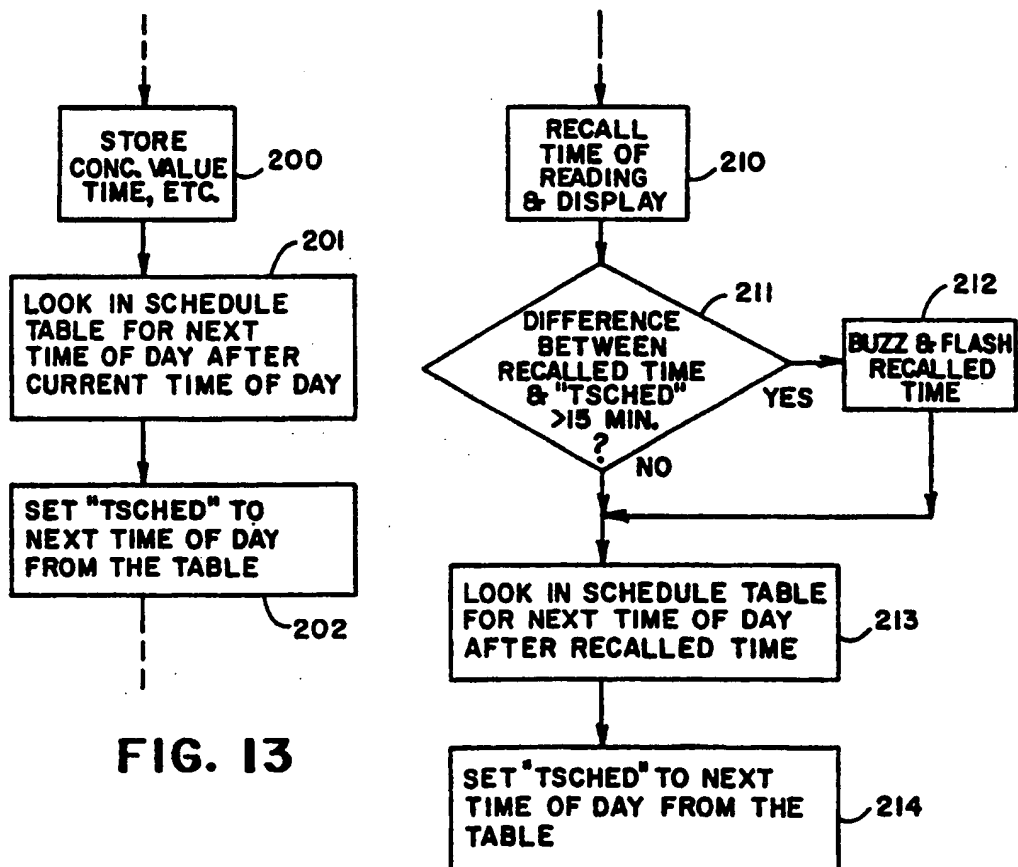 STORE
CONC. VALUE
TIME, ETC.
200
201
LOOK IN SCHEDULE
TABLE FOR NEXT
TIME OF DAY AFTER
CURRENT TIME OF DAY
SET "TSCHED" TO
NEXT TIME OF DAY
FROM THE TABLE
202
FIG. 13
RECALL
TIME OF
READING
& DISPLAY
210
211
DIFFERENCE
BETWEEN
RECALLED TIME
& "TSCHED"
>15 MIN.
?
YES
NO
212
BUZZ & FLASH
RECALLED
TIME
LOOK IN SCHEDULE TABLE
FOR NEXT TIME OF DAY
AFTER RECALLED TIME
213
SET "TSCHED" TO NEXT
TIME OF DAY FROM THE
TABLE
214